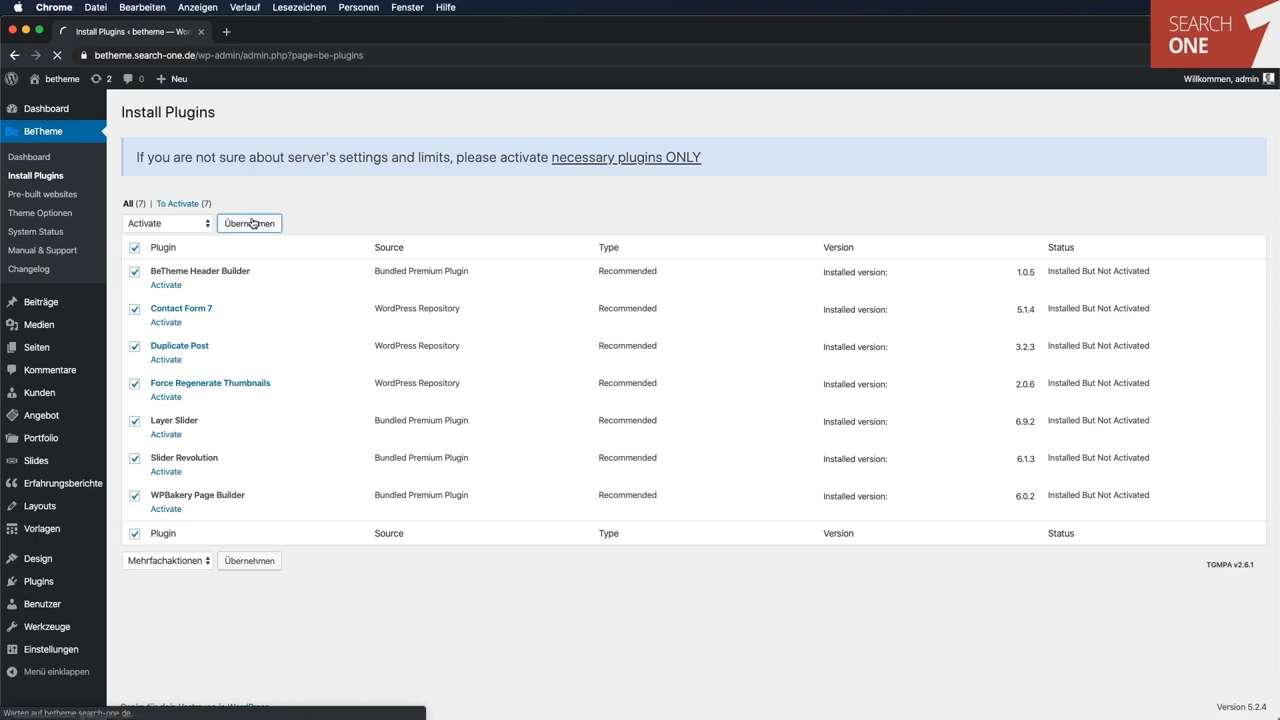 Chrome Datei Bearbeiten Anzeigen Verlauf Lesezeichen Personen Fenster Hilfe
SEARCH
ONE 1
Install Plugins ‹ betheme — Wor
betheme.search-one.de/wp-admin/admin.php?page=be-plugins
betheme 2 0 Neu
Willkommen, admin
Dashboard
Be BeTheme
Dashboard
Install Plugins
Pre-built websites
Theme Options
System Status
Manual & Support
Changelog
Beiträge
Medien
Seiten
Kommentare
Kunden
Angebot
Portfolio
Slides
Erfahrungsberichte
Layouts
Vorlagen
Design
Plugins
Benutzer
Werkzeuge
Einstellungen
Menü einklappen
Install Plugins
If you are not sure about server's settings and limits, please activate necessary plugins ONLY
All (7) | To Activate (7)
Activate Übernehmen
Plugin Source Type Version Status
BeTheme Header Builder Bundled Premium Plugin Recommended Installed version: 1.0.5 Installed But Not Activated
Activate
Contact Form 7 WordPress Repository Recommended Installed version: 5.1.4 Installed But Not Activated
Activate
Duplicate Post WordPress Repository Recommended Installed version: 3.2.3 Installed But Not Activated
Activate
Force Regenerate Thumbnails WordPress Repository Recommended Installed version: 2.0.6 Installed But Not Activated
Activate
Layer Slider Bundled Premium Plugin Recommended Installed version: 6.9.2 Installed But Not Activated
Activate
Slider Revolution Bundled Premium Plugin Recommended Installed version: 6.1.3 Installed But Not Activated
Activate
WPBakery Page Builder Bundled Premium Plugin Recommended Installed version: 6.0.2 Installed But Not Activated
Activate
Plugin Source Type Version Status
Mehrfachaktionen Übernehmen
TGMPA v2.6.1
Version 5.2.4
Warten auf betheme.search-one.de